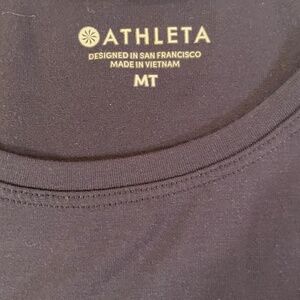 ATHLETA
DESIGNED IN SAN FRANCISCO
MADE IN VIETNAM
MT